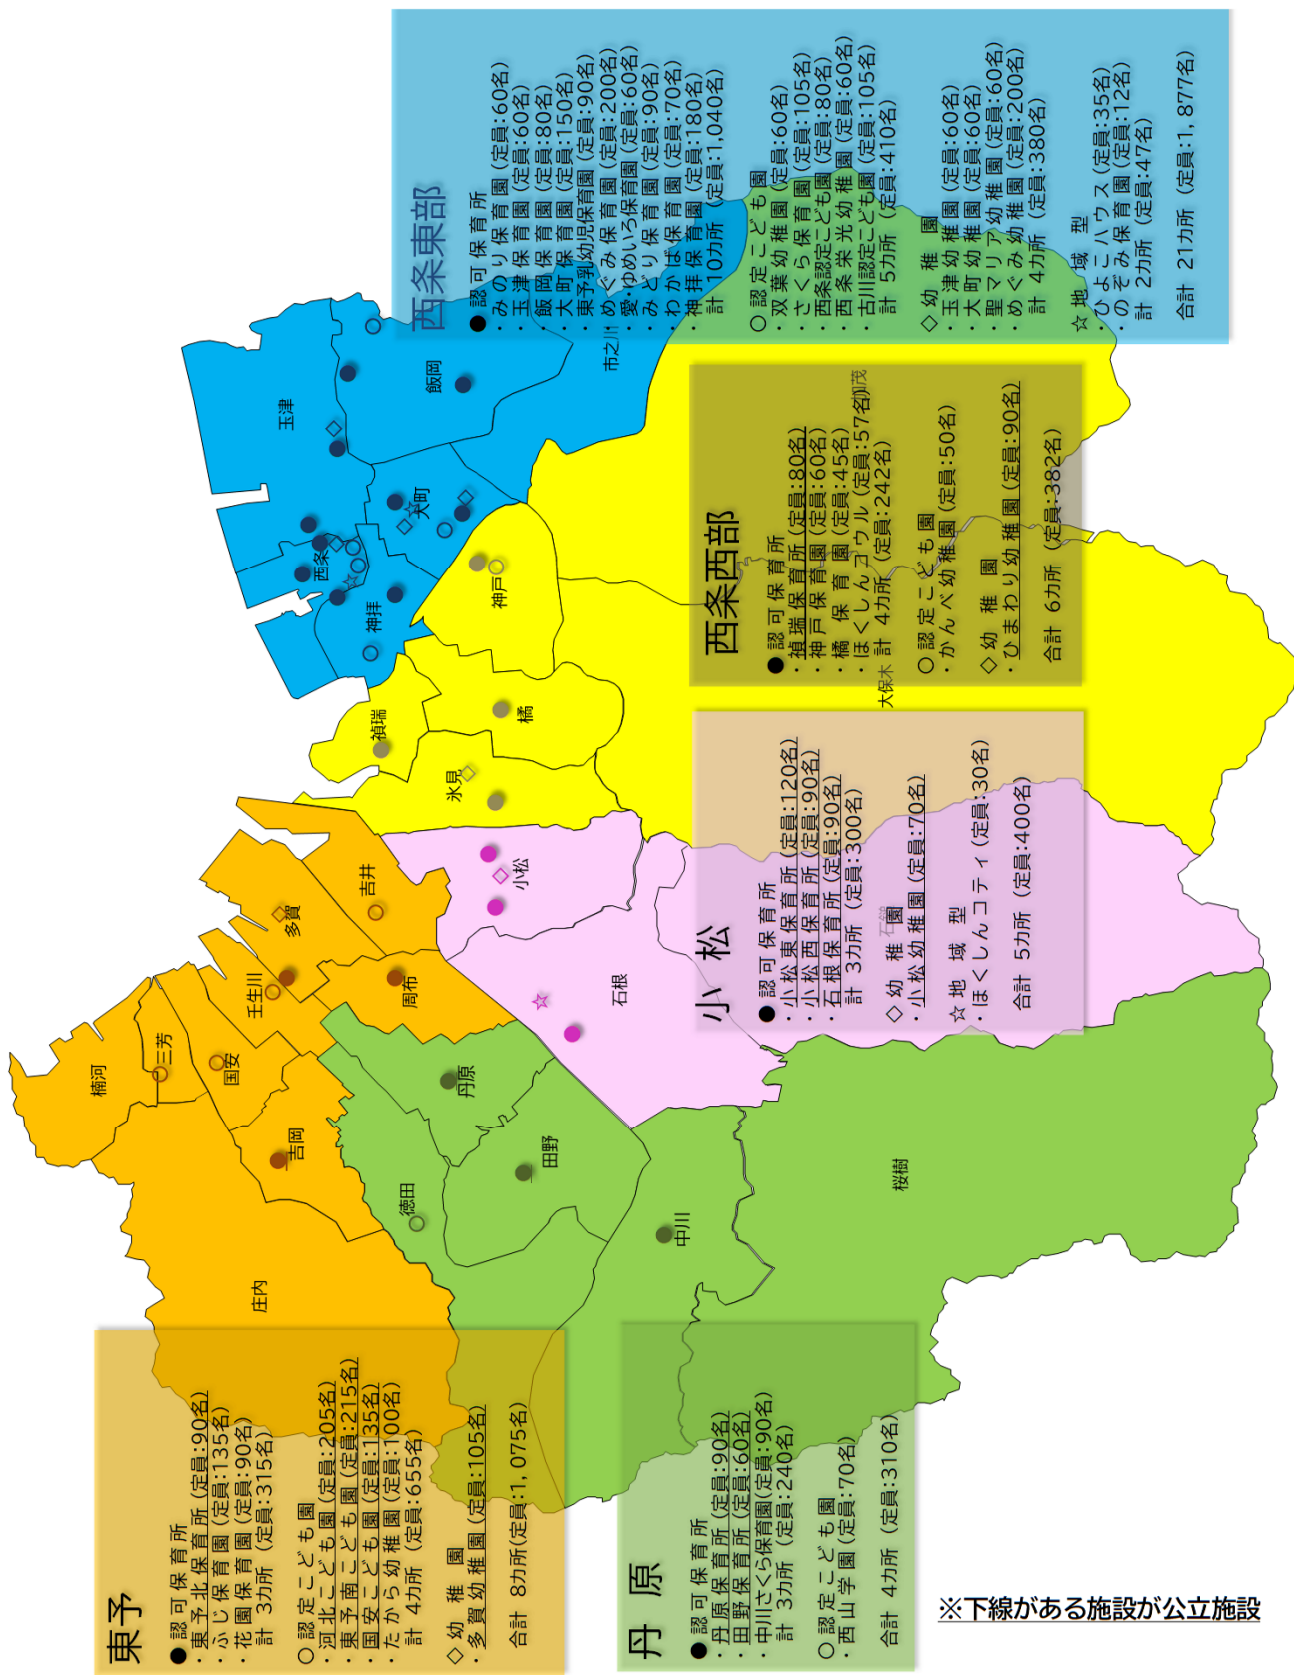 東予
●認可保育所
・東予北保育所(定員:90名)
・ふじ保育園(定員:135名)
・花園保育園(定員:90名)
計 3カ所(定員:315名)
○認定こども園
・河北こども園(定員:205名)
・東予南こども園(定員:215名)
・国安こども園(定員:135名)
・たから幼稚園(定員:100名)
計 4カ所(定員:655名)
◇幼稚園
・多賀幼稚園(定員:105名)
合計 8カ所(定員:1,075名)
丹原
●認可保育所
・丹原保育所(定員:90名)
・田野保育所(定員:60名)
・中川さくら保育園(定員:90名)
計 3カ所(定員:240名)
○認定こども園
・西山学園(定員:70名)
合計 4カ所(定員:310名)
小松
●認可保育所
・小松東保育所(定員:120名)
・小松西保育所(定員:90名)
・石根保育所(定員:90名)
計 3カ所(定員:300名)
◇幼稚園
・小松幼稚園(定員:70名)
☆地域型
・ほくしんコティ(定員:30名)
合計 5カ所(定員:400名)
西条西部
●認可保育所
・禎瑞保育所(定員:80名)
・神戸保育園(定員:60名)
・橘保育園(定員:45名)
・ほくしんコウル(定員:57名)
計 4カ所(定員:242名)
○認定こども園
・かんべ幼稚園(定員:50名)
◇幼稚園
・ひまわり幼稚園(定員:90名)
合計 6カ所(定員:382名)
西条東部
●認可保育所
・みのり保育園(定員:60名)
・玉津保育園(定員:60名)
・飯岡保育園(定員:80名)
・大町保育園(定員:150名)
・東予乳幼児保育園(定員:90名)
・めぐみ保育園(定員:200名)
・愛・ゆめいろ保育園(定員:60名)
・みどり保育園(定員:90名)
・わかば保育園(定員:70名)
・神拝保育園(定員:180名)
計 10カ所(定員:1,040名)
○認定こども園
・双葉幼稚園(定員:60名)
・さくら保育園(定員:105名)
・西条認定こども園(定員:80名)
・西条栄光幼稚園(定員:60名)
・古川認定こども園(定員:105名)
計 5カ所(定員:410名)
◇幼稚園
・玉津幼稚園(定員:60名)
・大町幼稚園(定員:60名)
・聖マリア幼稚園(定員:60名)
・めぐみ幼稚園(定員:200名)
計 4カ所(定員:380名)
☆地域型
・ひよこハウス(定員:35名)
・のぞみ保育園(定員:12名)
計 2カ所(定員:47名)
合計 21カ所(定員:1,877名)
楠河
三芳
国安
吉岡
庄内
壬生川
多賀
吉井
周布
徳田
丹原
田野
中川
桜樹
小松
石根
石鎚
氷見
禎瑞
橘
神戸
大保木
加茂
西条
神拝
大町
玉津
飯岡
市之川
※下線がある施設が公立施設